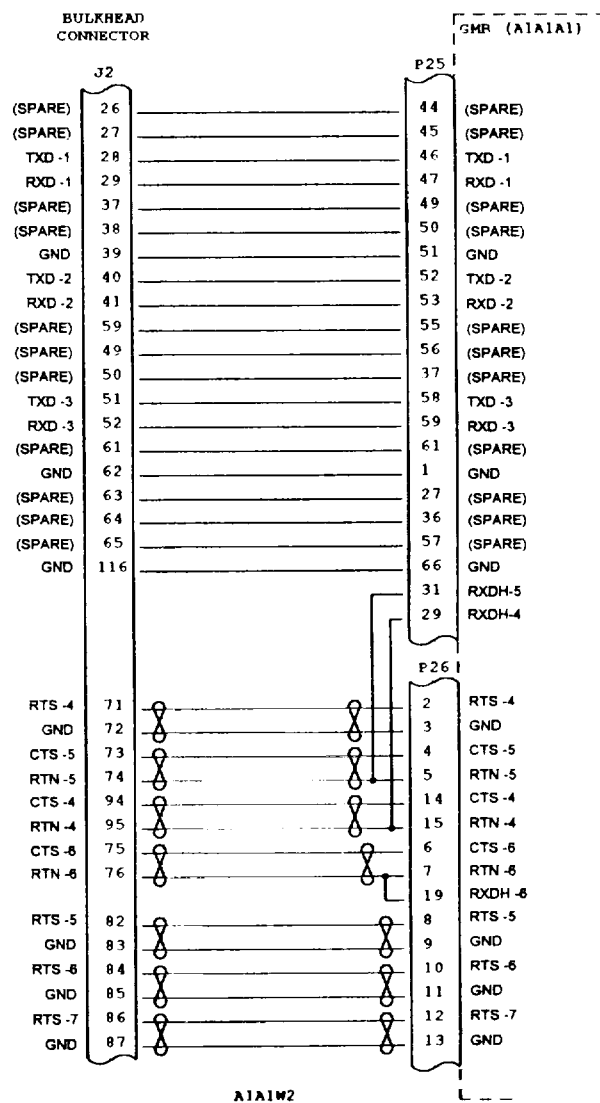 BULKHEAD
CONNECTOR
GMR (A1A1A1)
J2 P25
(SPARE) 26 44 (SPARE)
(SPARE) 27 45 (SPARE)
TXD -1 28 46 TXD -1
RXD -1 29 47 RXD -1
(SPARE) 37 49 (SPARE)
(SPARE) 38 50 (SPARE)
GND 39 51 GND
TXD -2 40 52 TXD -2
RXD -2 41 53 RXD -2
(SPARE) 59 55 (SPARE)
(SPARE) 49 56 (SPARE)
(SPARE) 50 37 (SPARE)
TXD -3 51 58 TXD -3
RXD -3 52 59 RXD -3
(SPARE) 61 61 (SPARE)
GND 62 1 GND
(SPARE) 63 27 (SPARE)
(SPARE) 64 36 (SPARE)
(SPARE) 65 57 (SPARE)
GND 116 66 GND
31 RXDH-5
29 RXDH-4
P26
RTS -4 71 2 RTS -4
GND 72 3 GND
CTS -5 73 4 CTS -5
RTN -5 74 5 RTN -5
CTS -4 94 14 CTS -4
RTN -4 95 15 RTN -4
CTS -6 75 6 CTS -6
RTN -6 76 7 RTN -6
19 RXDH -6
RTS -5 82 8 RTS -5
GND 83 9 GND
RTS -6 84 10 RTS -6
GND 85 11 GND
RTS -7 86 12 RTS -7
GND 87 13 GND
A1A1W2